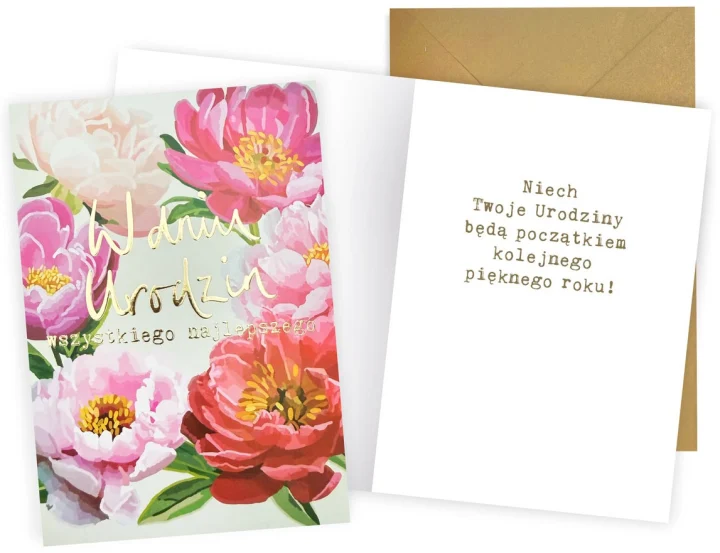 W dniu
Urodzin
wszystkiego najlepszego
Niech
Twoje Urodziny
będą początkiem
kolejnego
pięknego roku!